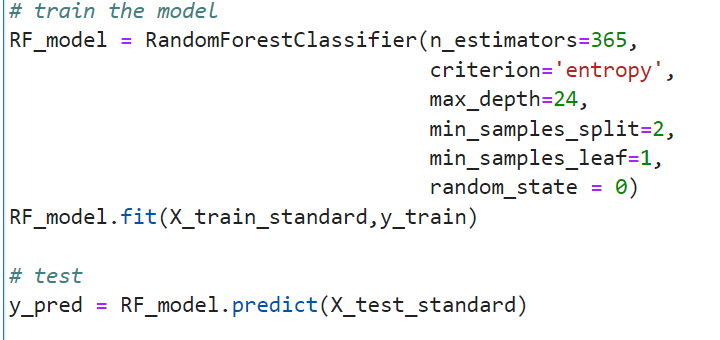 # train the model
RF_model = RandomForestClassifier(n_estimators=365,
criterion='entropy',
max_depth=24,
min_samples_split=2,
min_samples_leaf=1,
random_state = 0)
RF_model.fit(X_train_standard,y_train)
# test
y_pred = RF_model.predict(X_test_standard)